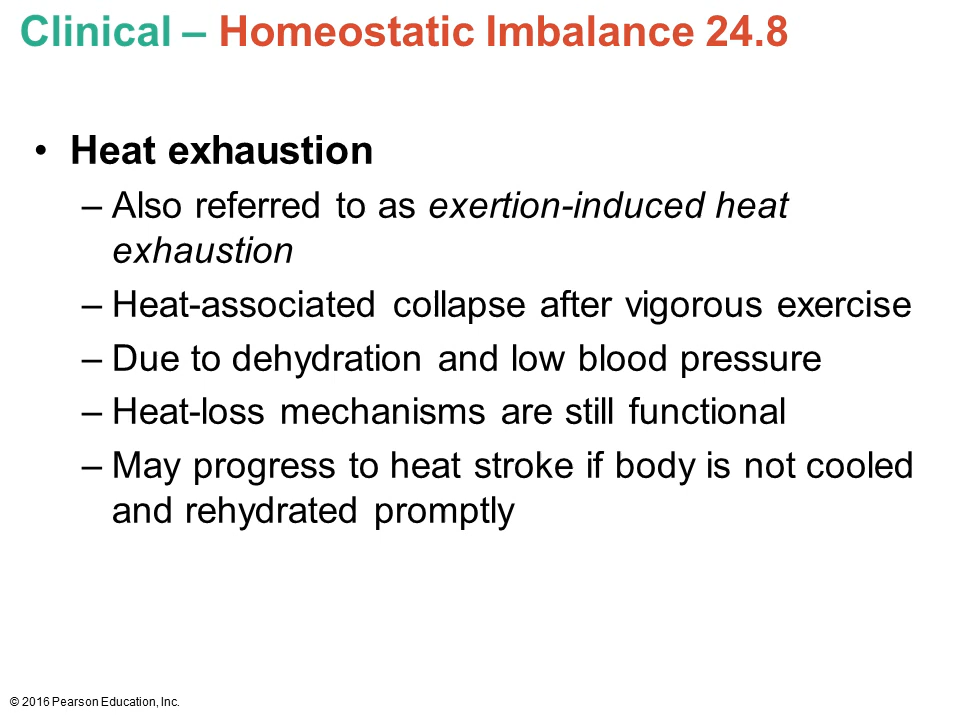 Clinical – Homeostatic Imbalance 24.8
• Heat exhaustion
– Also referred to as exertion-induced heat
exhaustion
– Heat-associated collapse after vigorous exercise
– Due to dehydration and low blood pressure
– Heat-loss mechanisms are still functional
– May progress to heat stroke if body is not cooled
and rehydrated promptly
© 2016 Pearson Education, Inc.